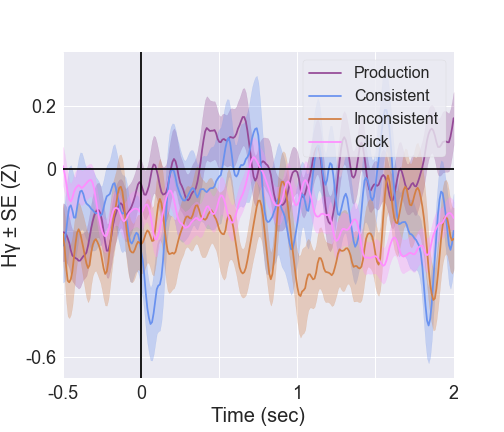 Production
Consistent
Inconsistent
Click
0.2
0
-0.6
Hγ ± SE (Z)
-0.5 0 1 2
Time (sec)